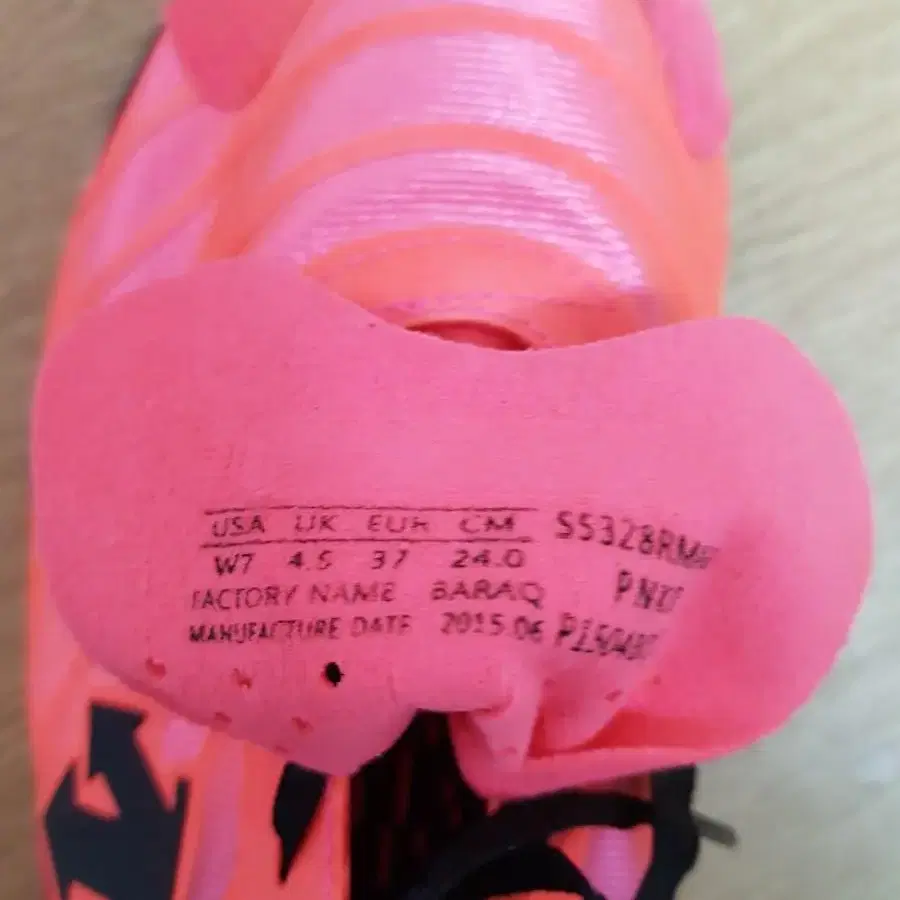 USA UK EUR CM
W7 4.5 37 24.0
FACTORY NAME BARAQ
MANUFACTURE DATE 2015.06